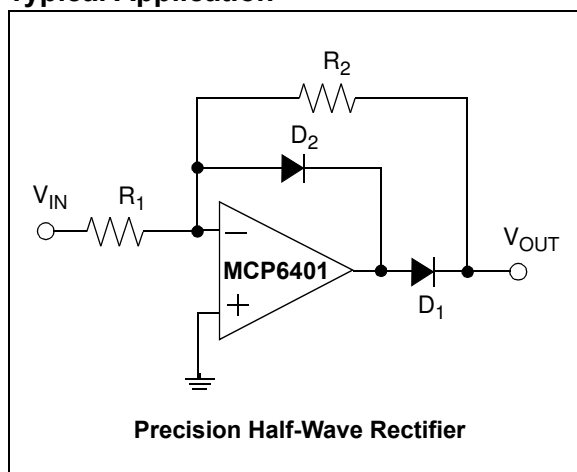 Typical Application
R2
D2
VIN
R1
VOUT
−
MCP6401
+
D1
Precision Half-Wave Rectifier